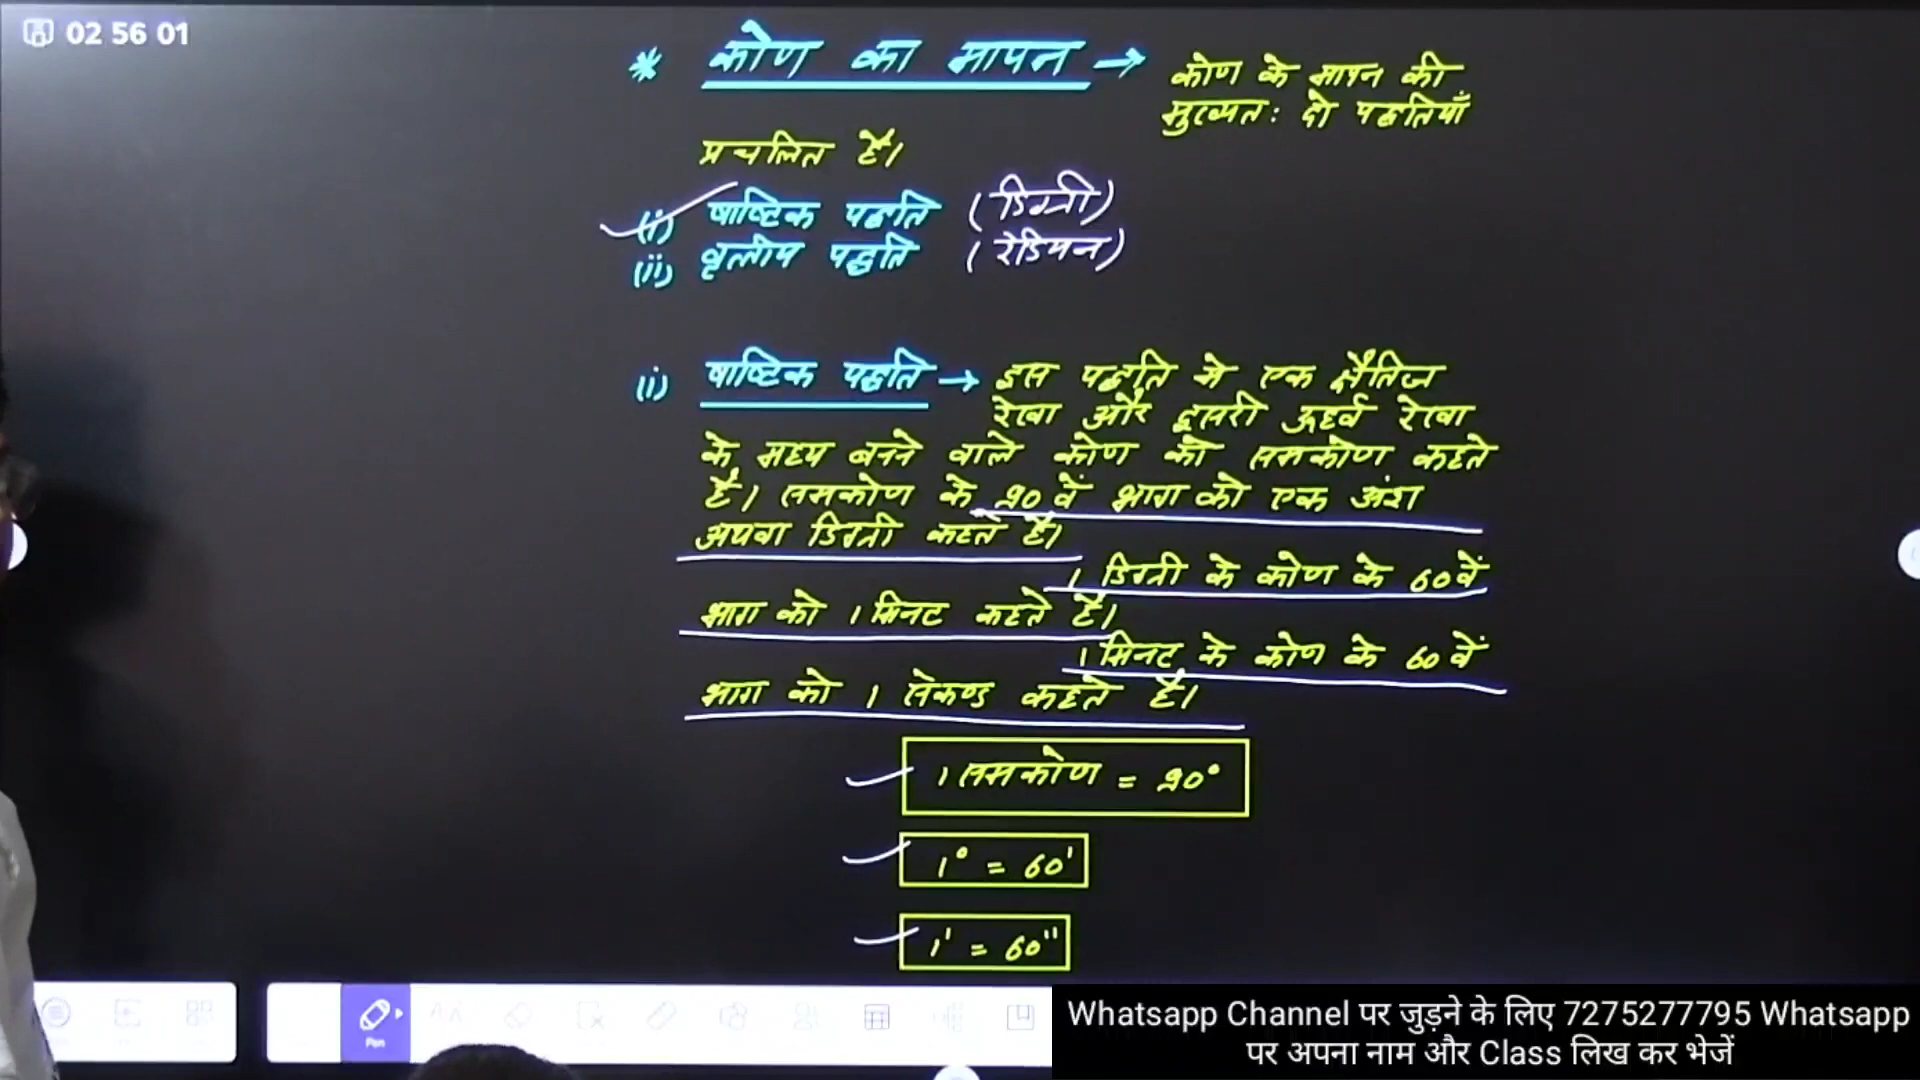 02 56 01
* कोण का मापन → कोण के मापन की
मुख्यतः दो पद्धतियाँ
प्रचलित है।
(i) षाष्टिक पद्धति (डिग्री)
(ii) वृत्तीय पद्धति (रेडियन)
(i) षाष्टिक पद्धति → इस पद्धति मे एक क्षैतिज
रेखा और दूसरी ऊर्ध्व रेखा
के मध्य बनने वाले कोण को समकोण कहते
है। समकोण के 90 वें भाग को एक अंश
अथवा डिग्री कहते है।
1 डिग्री के कोण के 60 वें
भाग को 1 मिनट कहते है।
1 मिनट के कोण के 60 वें
भाग को 1 सेकण्ड कहते है।
1 समकोण = 90°
1° = 60'
1' = 60"
Pen
Whatsapp Channel पर जुड़ने के लिए 7275277795 Whatsapp
पर अपना नाम और Class लिख कर भेजें